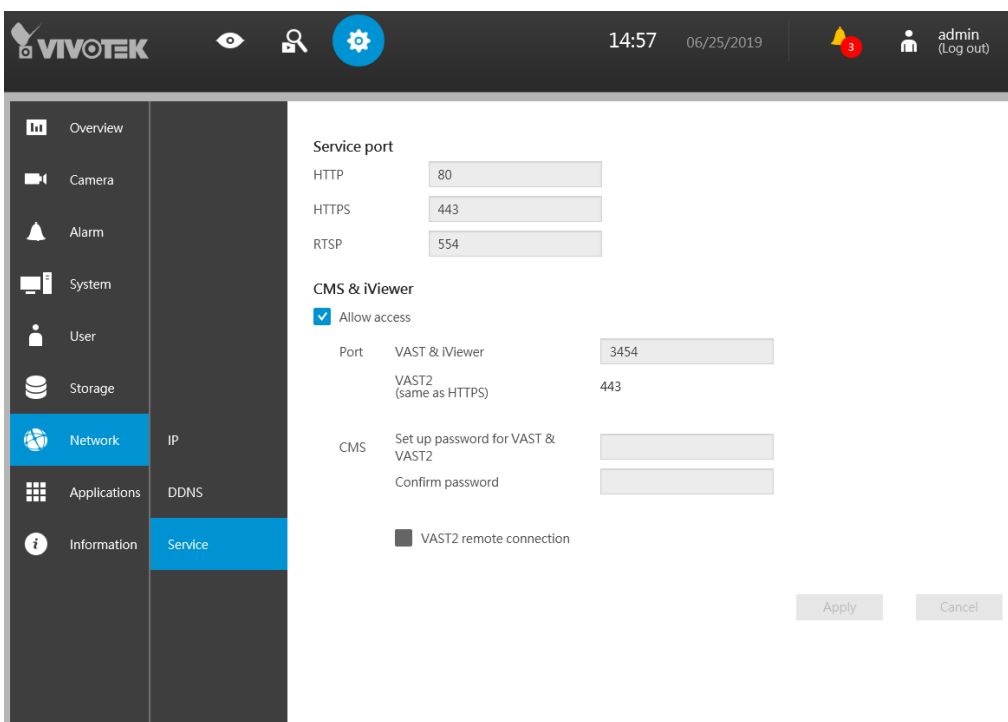 VIVOTEK
14:57 06/25/2019 3 admin
(Log out)
Overview
Camera
Alarm
System
User
Storage
Network
Applications
Information
IP
DDNS
Service
Service port
HTTP 80
HTTPS 443
RTSP 554
CMS & iViewer
Allow access
Port VAST & iViewer 3454
VAST2
(same as HTTPS) 443
CMS Set up password for VAST &
VAST2
Confirm password
VAST2 remote connection
Apply Cancel